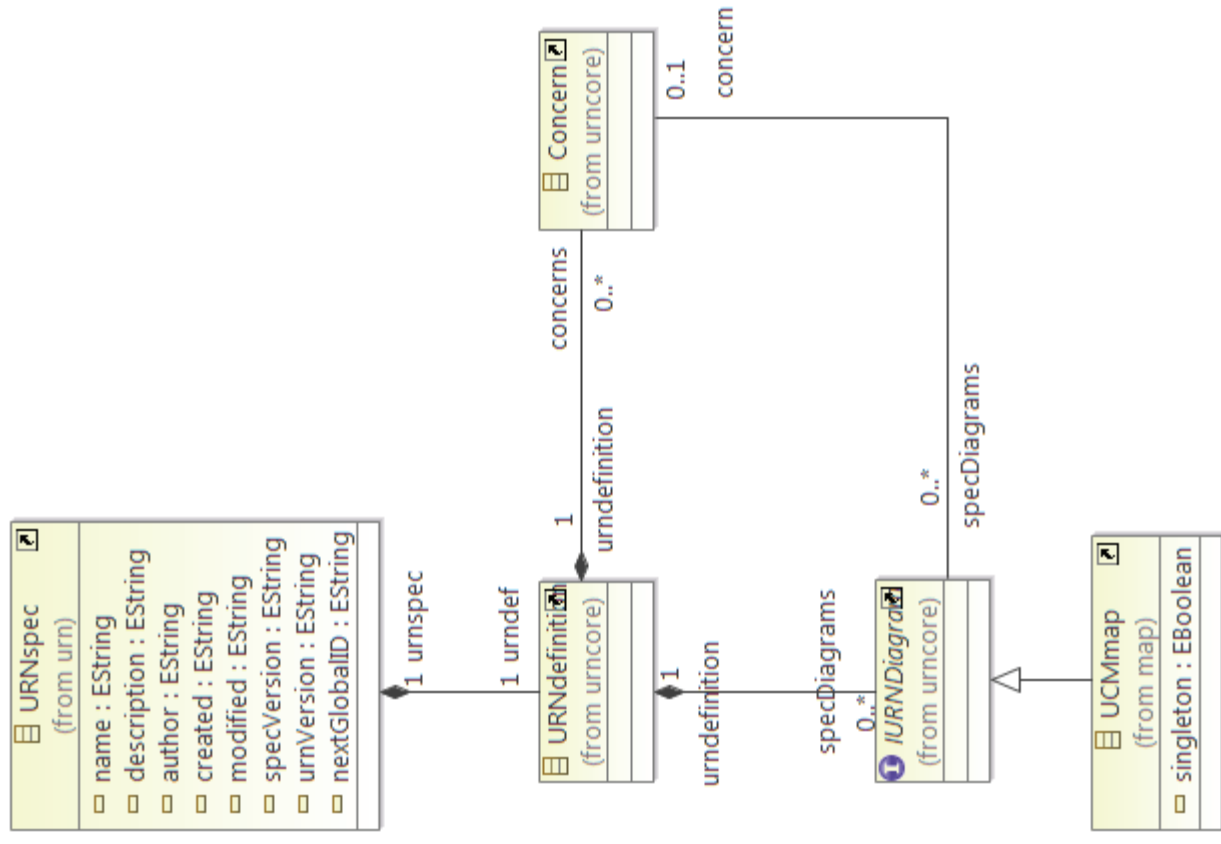 URNspec
(from urn)
name : EString
description : EString
author : EString
created : EString
modified : EString
specVersion : EString
urnVersion : EString
nextGlobalID : EString
1 urnspec
1 urndef
URNdefinition
(from urncore)
1
urndefinition
concerns
0..*
Concern
(from urncore)
0..1
concern
1
urndefinition
specDiagrams
0..*
IURNDiagram
(from urncore)
0..*
specDiagrams
UCMmap
(from map)
singleton : EBoolean